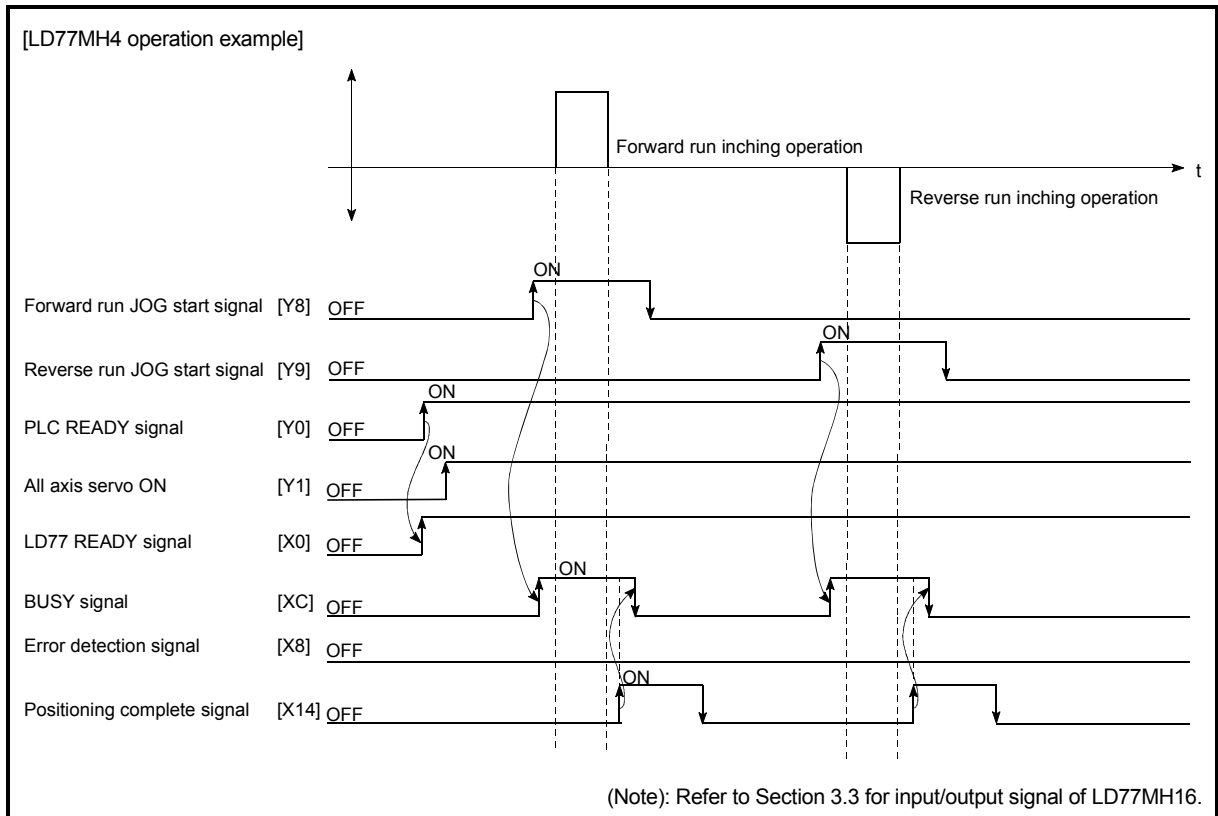 [LD77MH4 operation example]
t
Forward run inching operation
Reverse run inching operation
ON
Forward run JOG start signal [Y8] OFF
ON
Reverse run JOG start signal [Y9] OFF
ON
PLC READY signal [Y0] OFF
ON
All axis servo ON [Y1] OFF
LD77 READY signal [X0] OFF
ON
BUSY signal [XC] OFF
Error detection signal [X8] OFF
ON
Positioning complete signal [X14] OFF
(Note): Refer to Section 3.3 for input/output signal of LD77MH16.